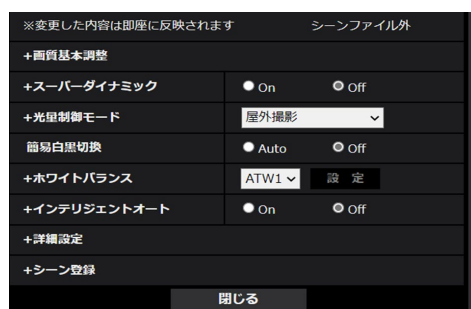 ※変更した内容は即座に反映されます シーンファイル外
+画質基本調整
+スーパーダイナミック On Off
+光量制御モード 屋外撮影
簡易白黒切換 Auto Off
+ホワイトバランス ATW1 設 定
+インテリジェントオート On Off
+詳細設定
+シーン登録
閉じる